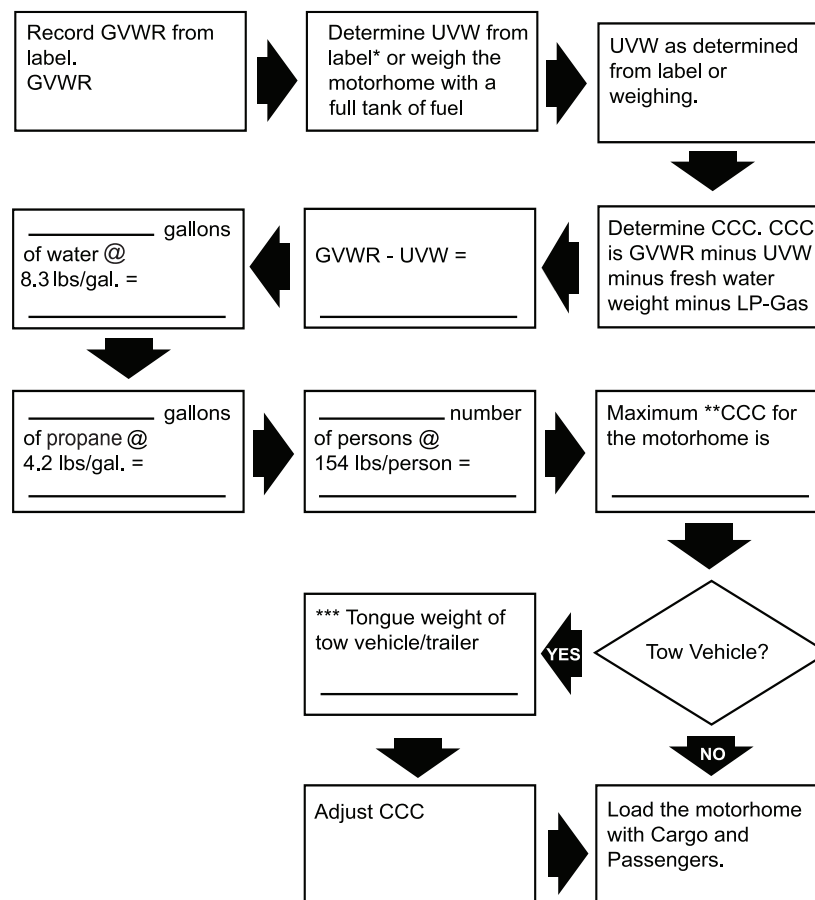 Record GVWR from
label.
GVWR
Determine UVW from
label* or weigh the
motorhome with a
full tank of fuel
UVW as determined
from label or
weighing.
Determine CCC. CCC
is GVWR minus UVW
minus fresh water
weight minus LP-Gas
GVWR - UVW =
gallons
of water @
8.3 lbs/gal. =
gallons
of propane @
4.2 lbs/gal. =
number
of persons @
154 lbs/person =
Maximum **CCC for
the motorhome is
Tow Vehicle?
YES
*** Tongue weight of
tow vehicle/trailer
NO
Adjust CCC
Load the motorhome
with Cargo and
Passengers.